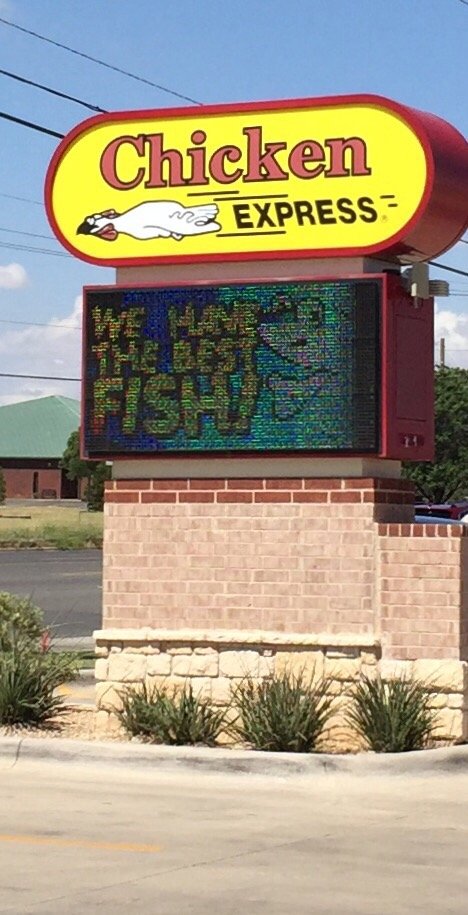 Chicken
EXPRESS
WE HAVE
THE BEST
FISH!